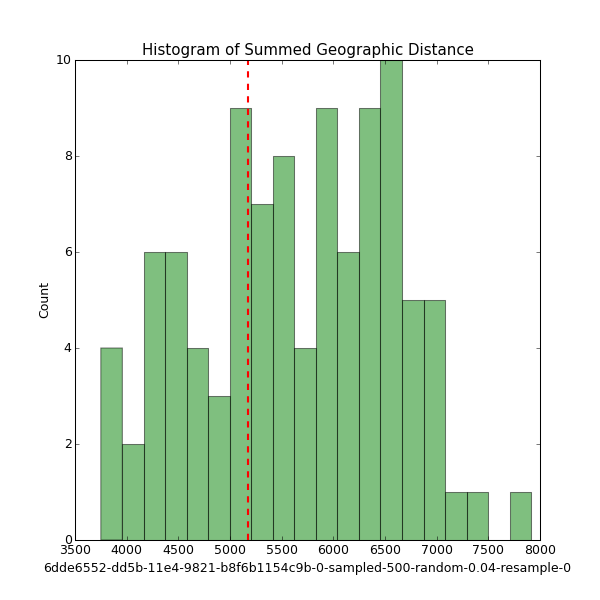 Histogram of Summed Geographic Distance
10
8
6
4
2
0
Count
3500 4000 4500 5000 5500 6000 6500 7000 7500 8000
6dde6552-dd5b-11e4-9821-b8f6b1154c9b-0-sampled-500-random-0.04-resample-0